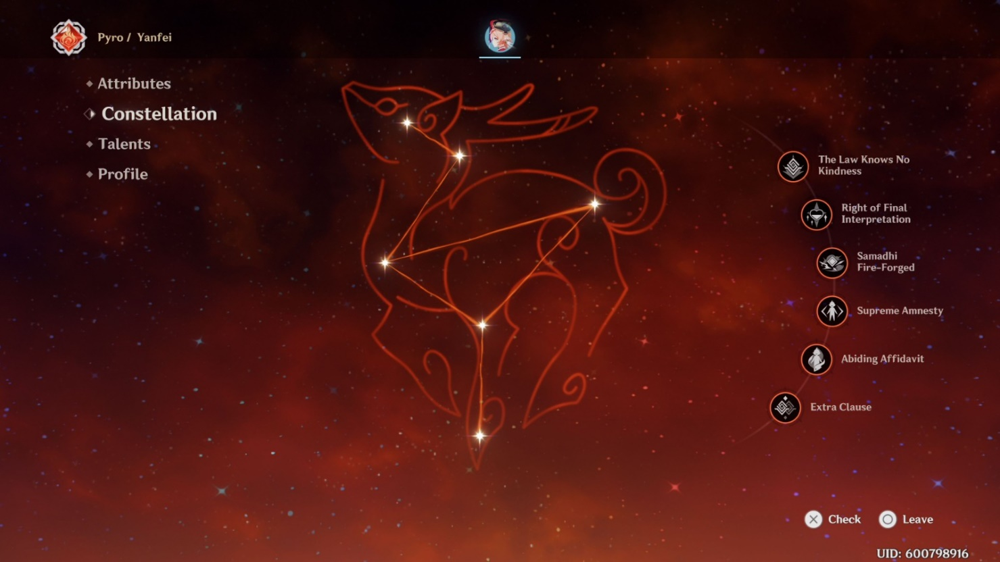 Pyro / Yanfei
Attributes
Constellation
Talents
Profile
The Law Knows No
Kindness
Right of Final
Interpretation
Samadhi
Fire-Forged
Supreme Amnesty
Abiding Affidavit
Extra Clause
Check
Leave
UID: 600798916